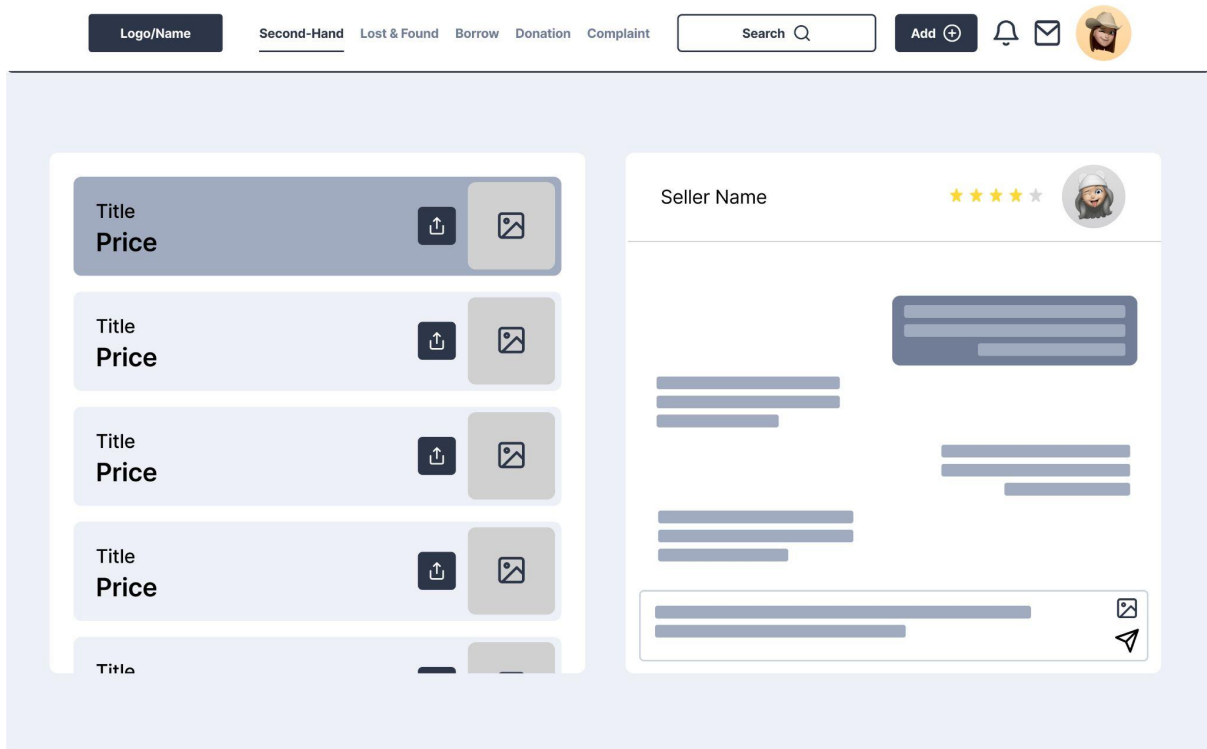 Logo/Name
Second-Hand
Lost & Found
Borrow
Donation
Complaint
Search
Add
Title
Price
Title
Price
Title
Price
Title
Price
Title
Seller Name